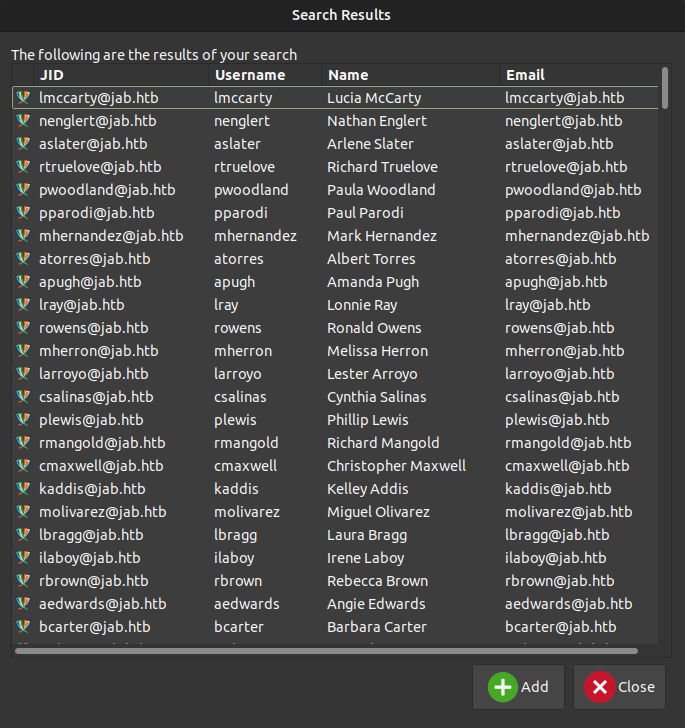 Search Results
The following are the results of your search
JID Username Name Email
lmccarty@jab.htb lmccarty Lucia McCarty lmccarty@jab.htb
nenglert@jab.htb nenglert Nathan Englert nenglert@jab.htb
aslater@jab.htb aslater Arlene Slater aslater@jab.htb
rtruelove@jab.htb rtruelove Richard Truelove rtruelove@jab.htb
pwoodland@jab.htb pwoodland Paula Woodland pwoodland@jab.htb
pparodi@jab.htb pparodi Paul Parodi pparodi@jab.htb
mhernandez@jab.htb mhernandez Mark Hernandez mhernandez@jab.htb
atorres@jab.htb atorres Albert Torres atorres@jab.htb
apugh@jab.htb apugh Amanda Pugh apugh@jab.htb
lray@jab.htb lray Lonnie Ray lray@jab.htb
rowens@jab.htb rowens Ronald Owens rowens@jab.htb
mherron@jab.htb mherron Melissa Herron mherron@jab.htb
larroyo@jab.htb larroyo Lester Arroyo larroyo@jab.htb
csalinas@jab.htb csalinas Cynthia Salinas csalinas@jab.htb
plewis@jab.htb plewis Phillip Lewis plewis@jab.htb
rmangold@jab.htb rmangold Richard Mangold rmangold@jab.htb
cmaxwell@jab.htb cmaxwell Christopher Maxwell cmaxwell@jab.htb
kaddis@jab.htb kaddis Kelley Addis kaddis@jab.htb
molivarez@jab.htb molivarez Miguel Olivarez molivarez@jab.htb
lbragg@jab.htb lbragg Laura Bragg lbragg@jab.htb
ilaboy@jab.htb ilaboy Irene Laboy ilaboy@jab.htb
rbrown@jab.htb rbrown Rebecca Brown rbrown@jab.htb
aedwards@jab.htb aedwards Angie Edwards aedwards@jab.htb
bcarter@jab.htb bcarter Barbara Carter bcarter@jab.htb
Add Close